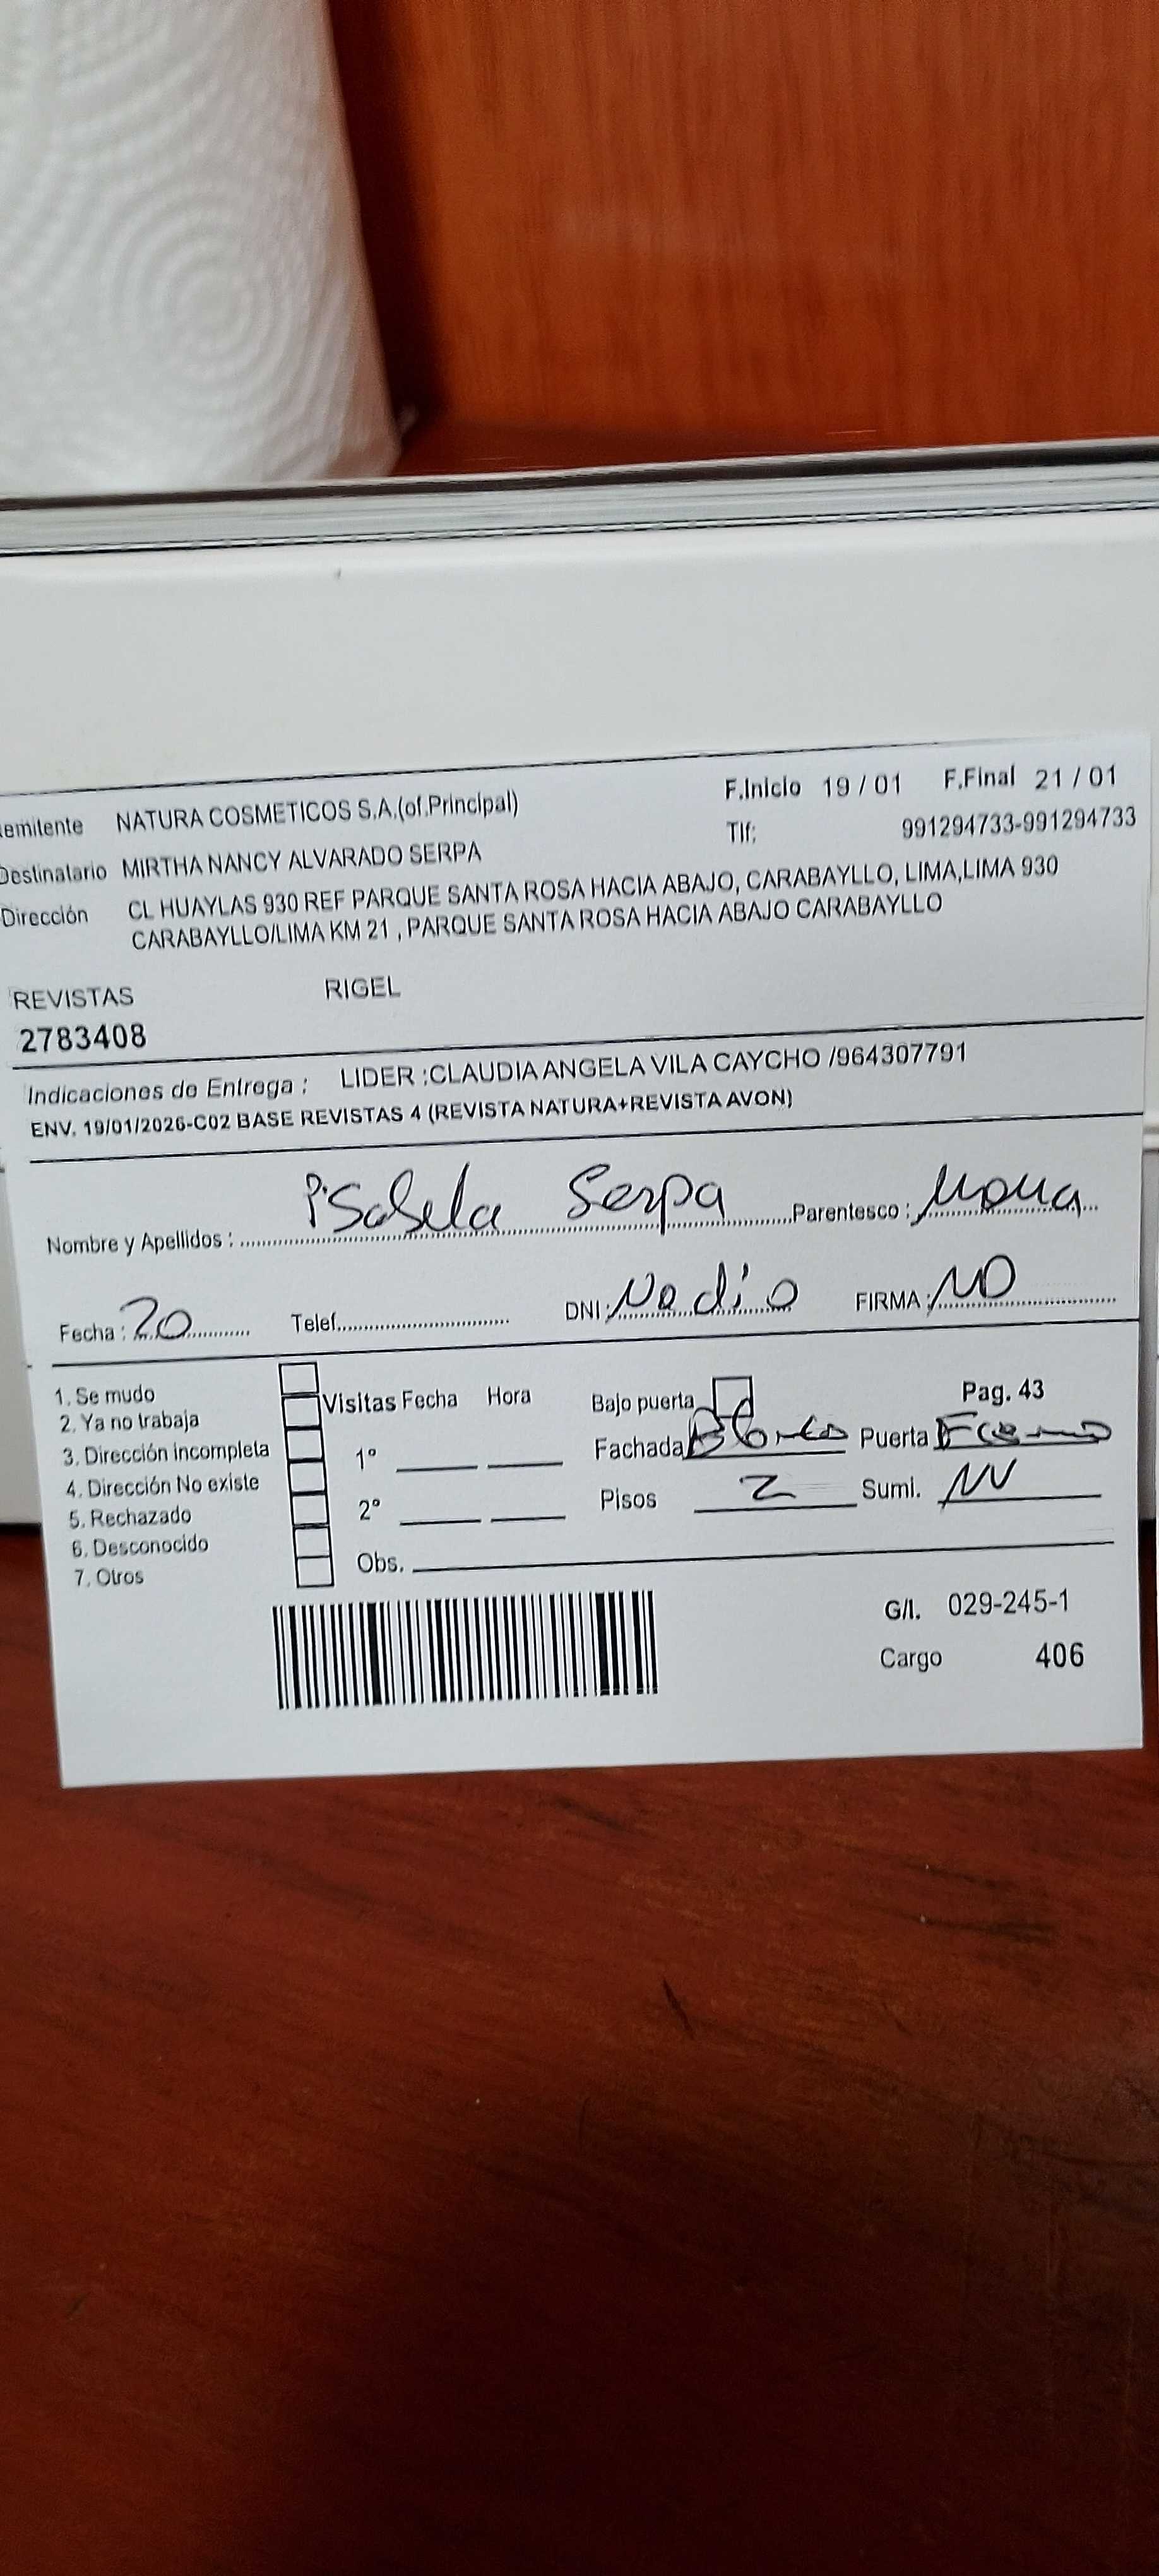 emitente NATURA COSMETICOS S.A.(of.Principal) F.Inicio 19 / 01 F.Final 21 / 01
Destinatario MIRTHA NANCY ALVARADO SERPA Tlf: 991294733-991294733
Dirección CL HUAYLAS 930 REF PARQUE SANTA ROSA HACIA ABAJO, CARABAYLLO, LIMA,LIMA 930
CARABAYLLO/LIMA KM 21 , PARQUE SANTA ROSA HACIA ABAJO CARABAYLLO
REVISTAS RIGEL
2783408
Indicaciones de Entrega : LIDER :CLAUDIA ANGELA VILA CAYCHO /964307791
ENV. 19/01/2026-C02 BASE REVISTAS 4 (REVISTA NATURA+REVISTA AVON)
Nombre y Apellidos : Isabela Serpa Parentesco :
Fecha : 20 Telef. DNI : No dio FIRMA : NO
1. Se mudo
2. Ya no trabaja
3. Dirección incompleta
4. Dirección No existe
5. Rechazado
6. Desconocido
7. Otros
Visitas Fecha Hora
1º
2º
Obs.
Bajo puerta Pag. 43
Fachada Puerta
Pisos 2 Sumi.
G/I. 029-245-1
Cargo 406